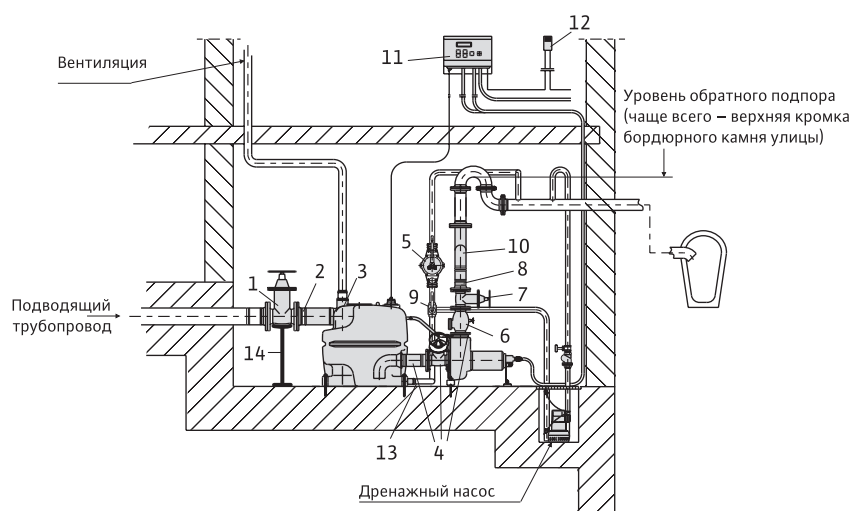 12
11
Вентиляция
Уровень обратного подпора
(чаще всего – верхняя кромка
бордюрного камня улицы)
5
10
1
2
3
8
9
7
Подводящий
трубопровод
6
14
13
4
Дренажный насос